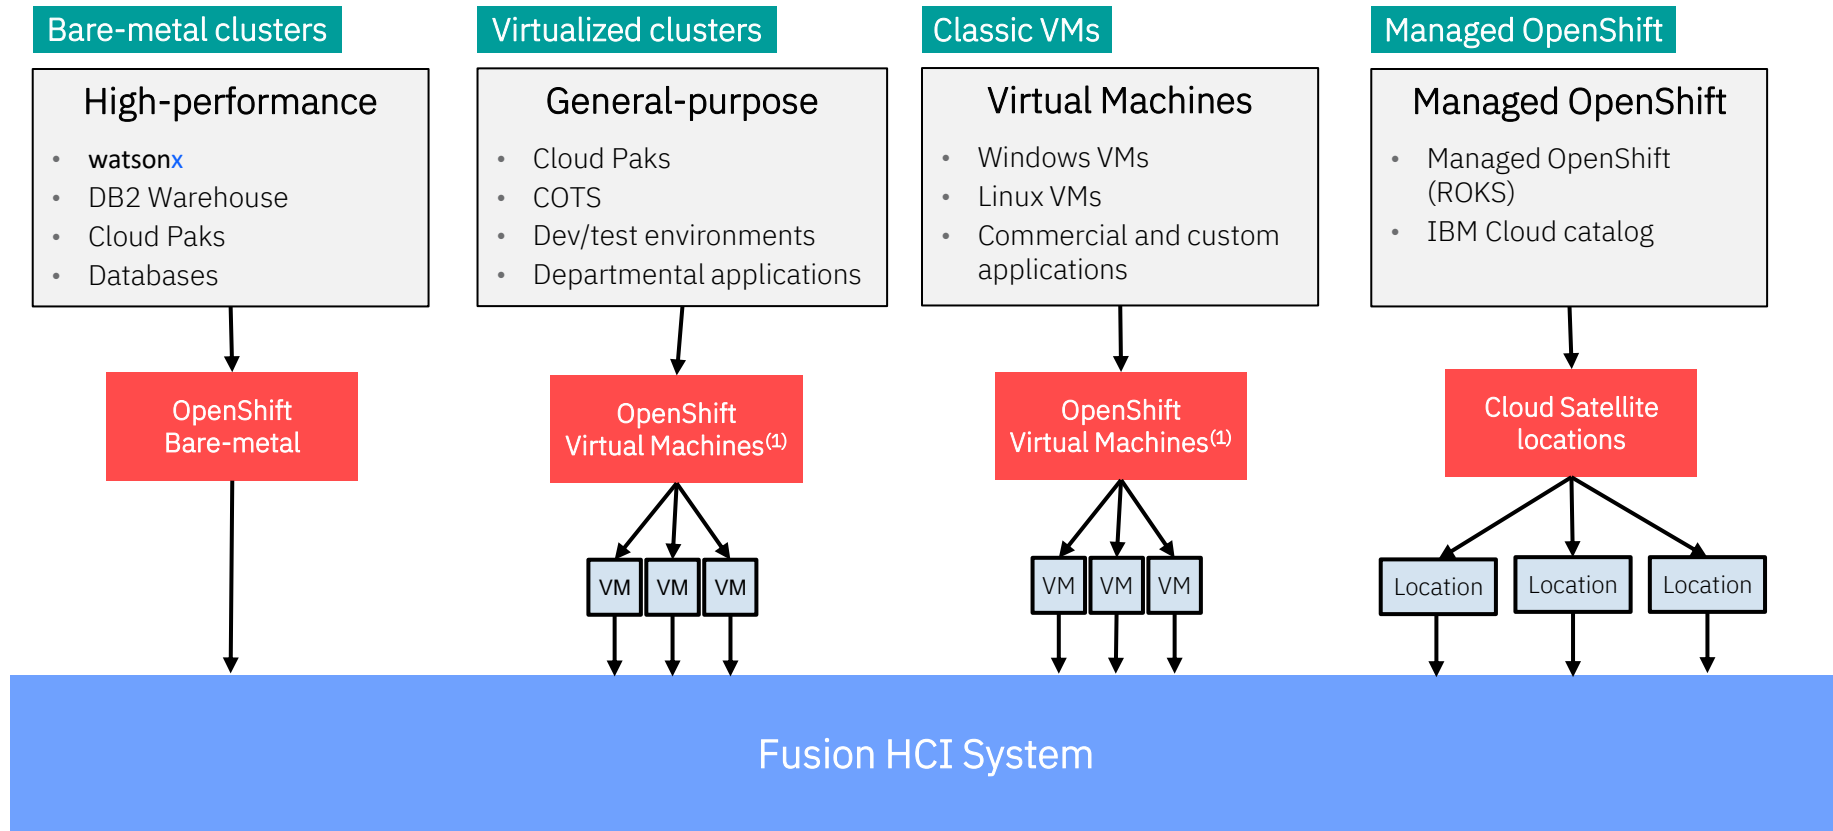 Bare-metal clusters
High-performance
• watsonx
• DB2 Warehouse
• Cloud Paks
• Databases
OpenShift
Bare-metal
Virtualized clusters
General-purpose
• Cloud Paks
• COTS
• Dev/test environments
• Departmental applications
OpenShift
Virtual Machines(1)
VM
VM
VM
Classic VMs
Virtual Machines
• Windows VMs
• Linux VMs
• Commercial and custom
applications
OpenShift
Virtual Machines(1)
VM
VM
VM
Managed OpenShift
Managed OpenShift
• Managed OpenShift
(ROKS)
• IBM Cloud catalog
Cloud Satellite
locations
Location
Location
Location
Fusion HCI System